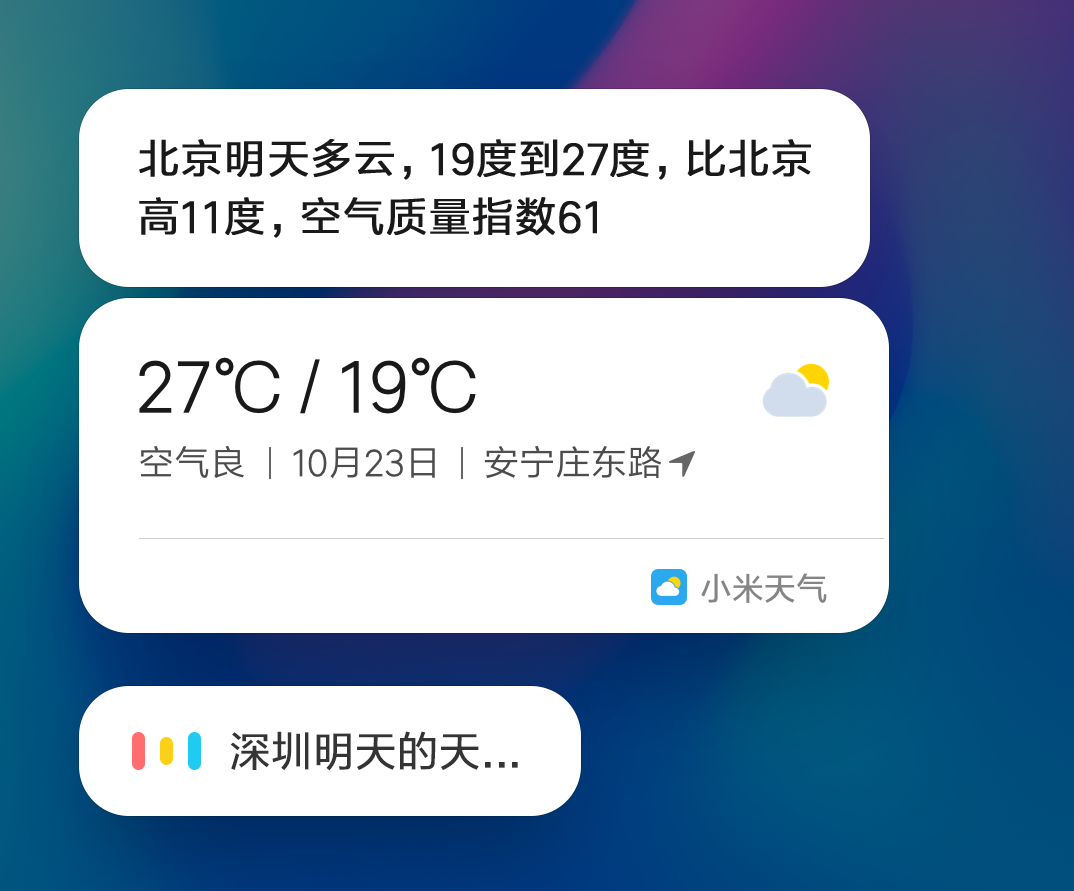 北京明天多云，19度到27度，比北京
高11度，空气质量指数61
27℃ / 19℃
空气良 | 10月23日 | 安宁庄东路
小米天气
深圳明天的天...